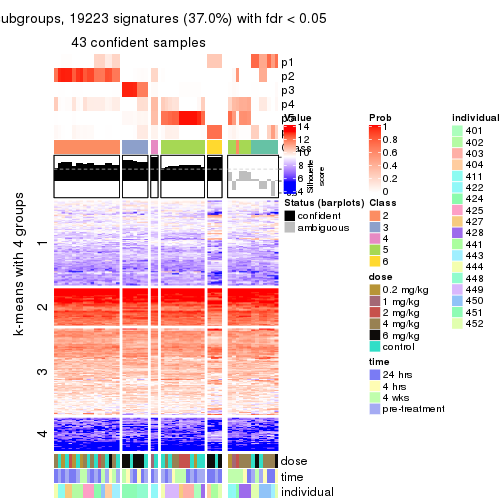 ubgroups, 19223 signatures (37.0%) with fdr < 0.05
43 confident samples
p1
p2
p3
p4
k-means with 4 groups
1
2
3
4
dose
time
individual
Value
14
12
10
8
6
4
Silhouette
score
Status (barplots)
confident
ambiguous
Prob
1
0.8
0.6
0.4
0.2
0
Class
2
3
4
5
6
dose
0.2 mg/kg
1 mg/kg
2 mg/kg
4 mg/kg
6 mg/kg
control
time
24 hrs
4 hrs
4 wks
pre-treatment
individual
401
402
403
404
411
422
424
425
427
428
441
443
444
448
449
450
451
452